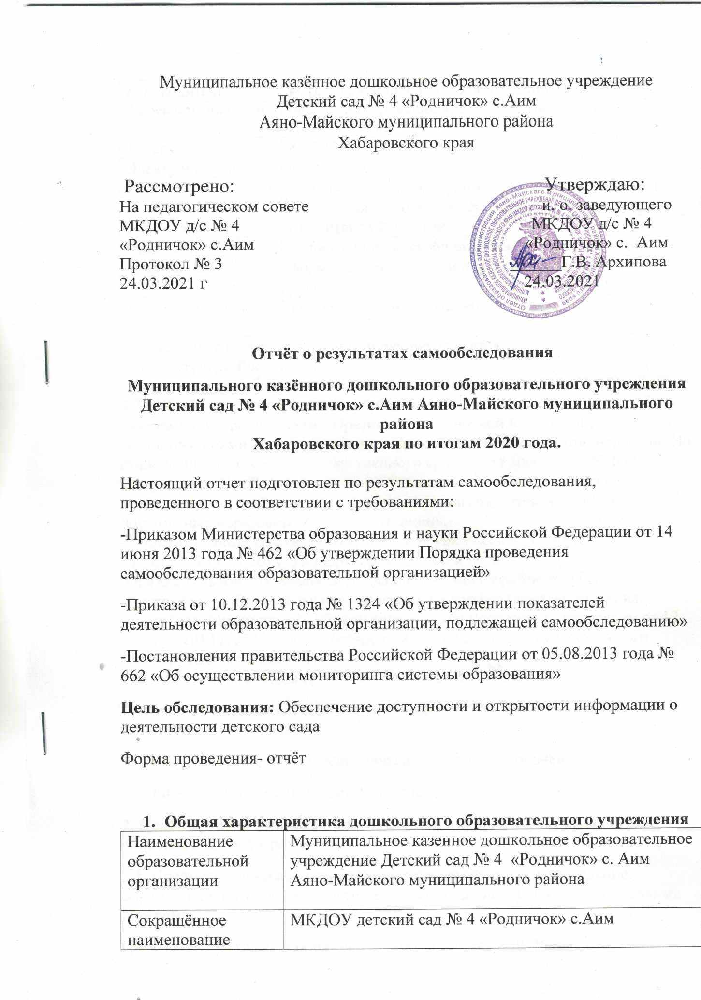 Муниципальное казённое дошкольное образовательное учреждение
Детский сад № 4 «Родничок» с.Аим
Аяно-Майского муниципального района
Хабаровского края
Рассмотрено:
На педагогическом совете
МКДОУ д/с № 4
«Родничок» с.Аим
Протокол № 3
24.03.2021 г
Утверждаю:
и. о. заведующего
МКДОУ д/с № 4
«Родничок» с. Аим
Г.В. Архипова
24.03.2021
Отчёт о результатах самообследования
Муниципального казённого дошкольного образовательного учреждения
Детский сад № 4 «Родничок» с.Аим Аяно-Майского муниципального
района
Хабаровского края по итогам 2020 года.
Настоящий отчет подготовлен по результатам самообследования,
проведенного в соответствии с требованиями:
-Приказом Министерства образования и науки Российской Федерации от 14
июня 2013 года № 462 «Об утверждении Порядка проведения
самообследования образовательной организацией»
-Приказа от 10.12.2013 года № 1324 «Об утверждении показателей
деятельности образовательной организации, подлежащей самообследованию»
-Постановления правительства Российской Федерации от 05.08.2013 года №
662 «Об осуществлении мониторинга системы образования»
Цель обследования: Обеспечение доступности и открытости информации о
деятельности детского сада
Форма проведения- отчёт
1. Общая характеристика дошкольного образовательного учреждения
Наименование
образовательной
организации
Муниципальное казенное дошкольное образовательное
учреждение Детский сад № 4 «Родничок» с. Аим
Аяно-Майского муниципального района
Сокращённое
наименование
МКДОУ детский сад № 4 «Родничок» с.Аим